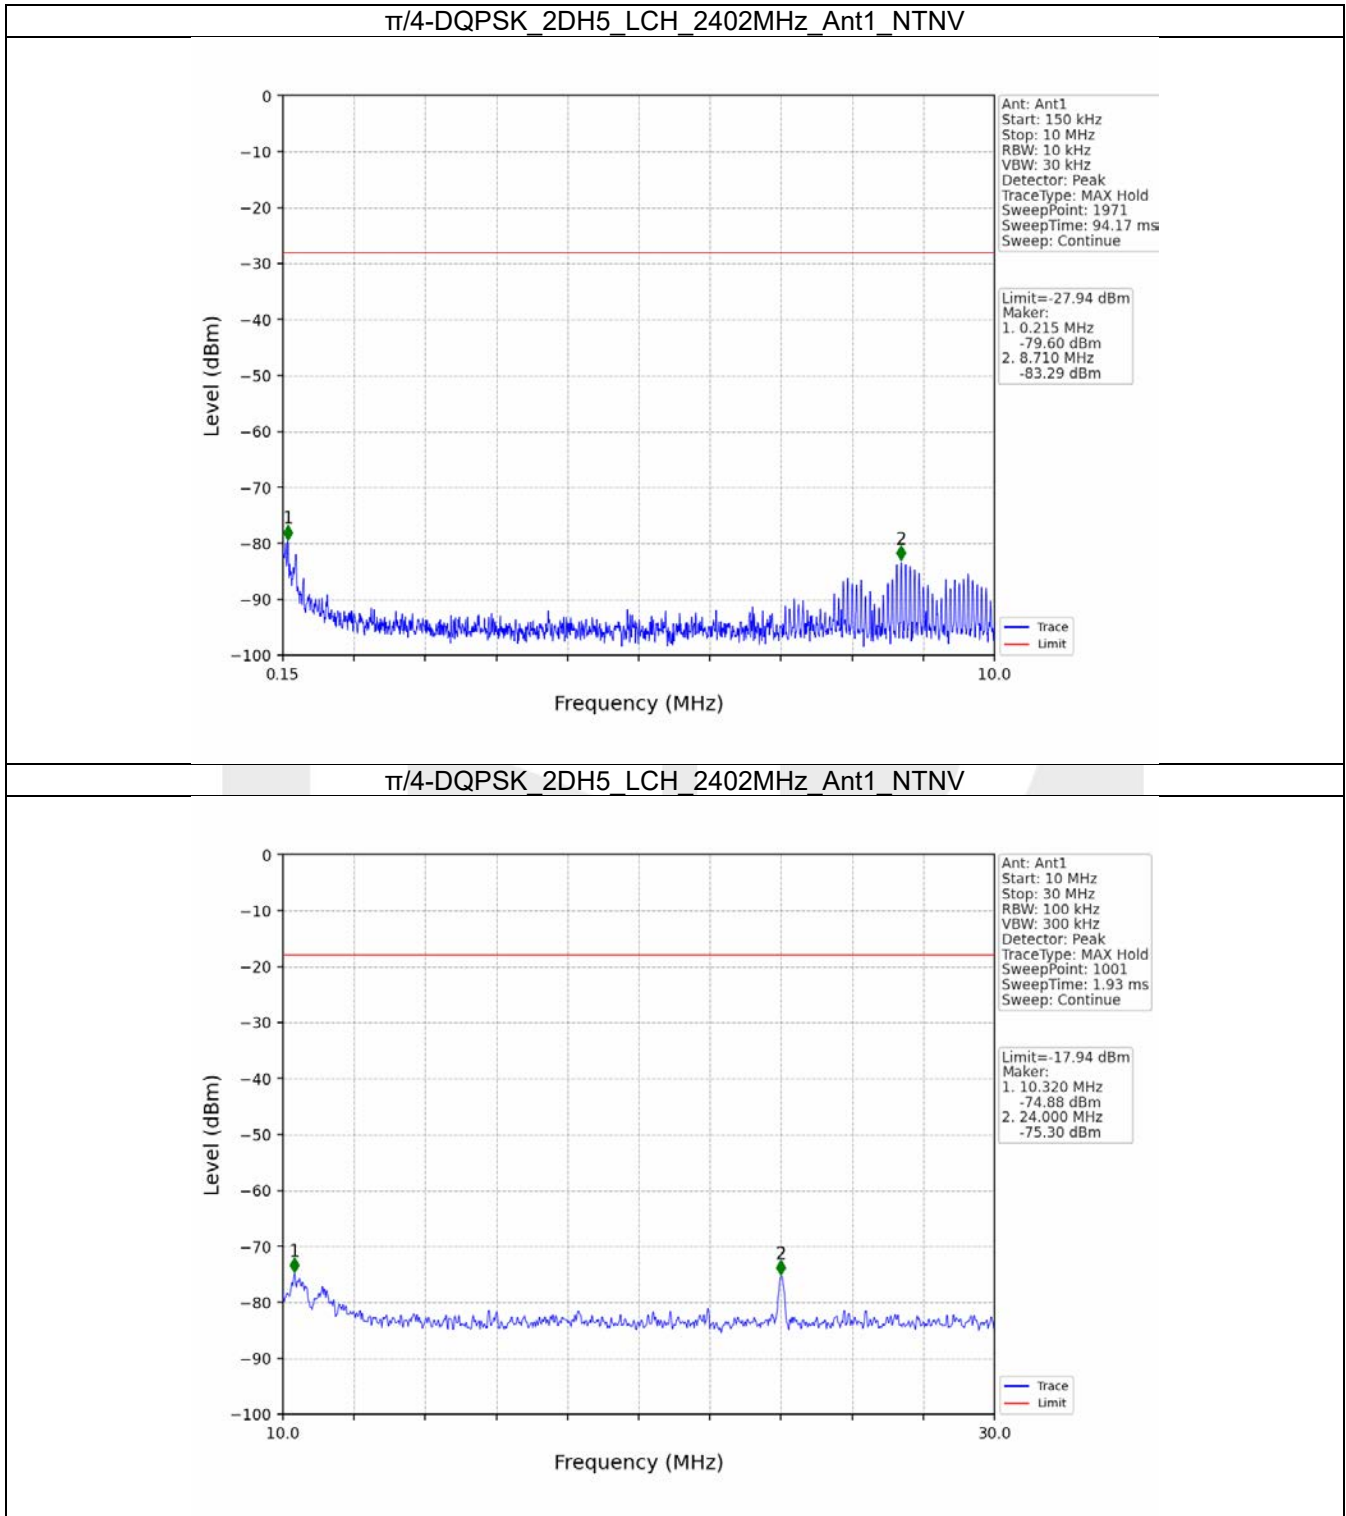 π/4-DQPSK_2DH5_LCH_2402MHz_Ant1_NTNV
0
−10
−20
−30
−40
−50
−60
−70
−80
−90
−100
Level (dBm)
0.15
10.0
Frequency (MHz)
1
2
Ant: Ant1
Start: 150 kHz
Stop: 10 MHz
RBW: 10 kHz
VBW: 30 kHz
Detector: Peak
TraceType: MAX Hold
SweepPoint: 1971
SweepTime: 94.17 ms
Sweep: Continue
Limit=-27.94 dBm
Maker:
1. 0.215 MHz
-79.60 dBm
2. 8.710 MHz
-83.29 dBm
Trace
Limit
π/4-DQPSK_2DH5_LCH_2402MHz_Ant1_NTNV
0
−10
−20
−30
−40
−50
−60
−70
−80
−90
−100
Level (dBm)
10.0
30.0
Frequency (MHz)
1
2
Ant: Ant1
Start: 10 MHz
Stop: 30 MHz
RBW: 100 kHz
VBW: 300 kHz
Detector: Peak
TraceType: MAX Hold
SweepPoint: 1001
SweepTime: 1.93 ms
Sweep: Continue
Limit=-17.94 dBm
Maker:
1. 10.320 MHz
-74.88 dBm
2. 24.000 MHz
-75.30 dBm
Trace
Limit